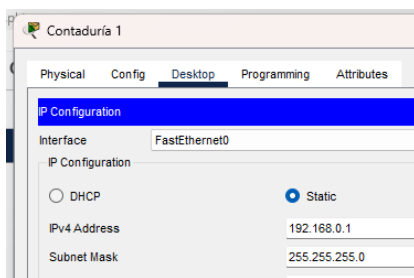 Contaduría 1
Physical Config Desktop Programming Attributes
IP Configuration
Interface FastEthernet0
IP Configuration
DHCP Static
IPv4 Address 192.168.0.1
Subnet Mask 255.255.255.0